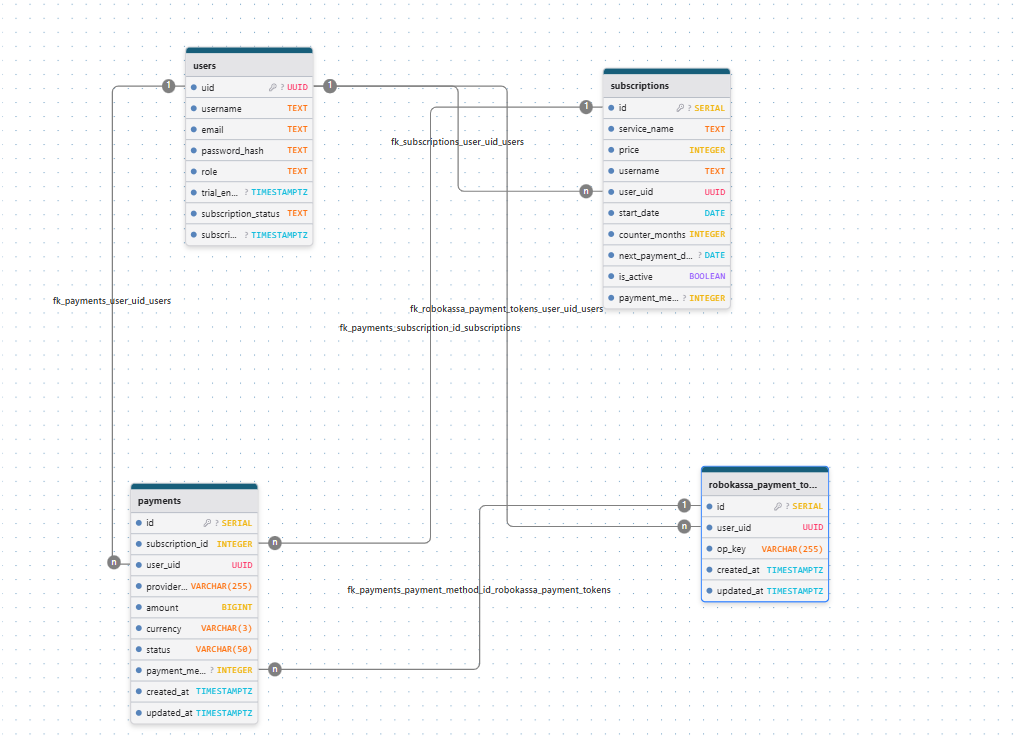 users
uid ? UUID
username TEXT
email TEXT
password_hash TEXT
role TEXT
trial_en... ? TIMESTAMPTZ
subscription_status TEXT
subscri... ? TIMESTAMPTZ
1
1
subscriptions
id ? SERIAL
service_name TEXT
price INTEGER
username TEXT
user_uid UUID
start_date DATE
counter_months INTEGER
next_payment_d... ? DATE
is_active BOOLEAN
payment_me... ? INTEGER
1
n
fk_subscriptions_user_uid_users
fk_payments_user_uid_users
fk_robokassa_payment_tokens_user_uid_users
fk_payments_subscription_id_subscriptions
payments
id ? SERIAL
subscription_id INTEGER
user_uid UUID
provider... VARCHAR(255)
amount BIGINT
currency VARCHAR(3)
status VARCHAR(50)
payment_me... ? INTEGER
created_at TIMESTAMPTZ
updated_at TIMESTAMPTZ
n
n
n
fk_payments_payment_method_id_robokassa_payment_tokens
robokassa_payment_to...
id ? SERIAL
user_uid UUID
op_key VARCHAR(255)
created_at TIMESTAMPTZ
updated_at TIMESTAMPTZ
1
n